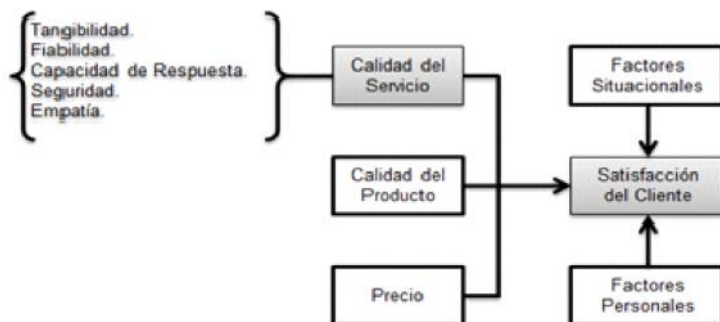 Tangibilidad.
Fiabilidad.
Capacidad de Respuesta.
Seguridad.
Empatía.
Calidad del
Servicio
Factores
Situacionales
Calidad del
Producto
Satisfacción
del Cliente
Precio
Factores
Personales